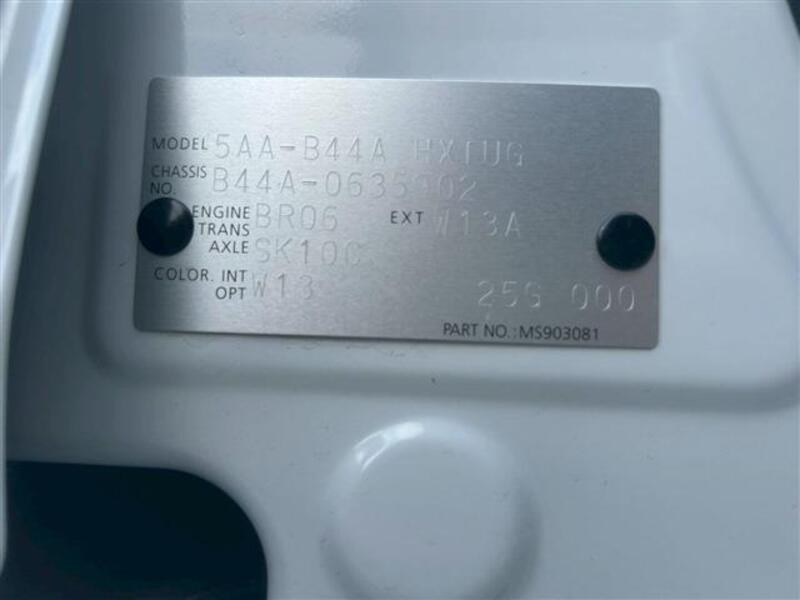 MODEL 5AA-B44A HXTUG
CHASSIS NO. B44A-0635902
ENGINE BR06 EXT W13A
TRANS AXLE SK10C
COLOR. INT W13
OPT 25G 000
PART NO.:MS903081